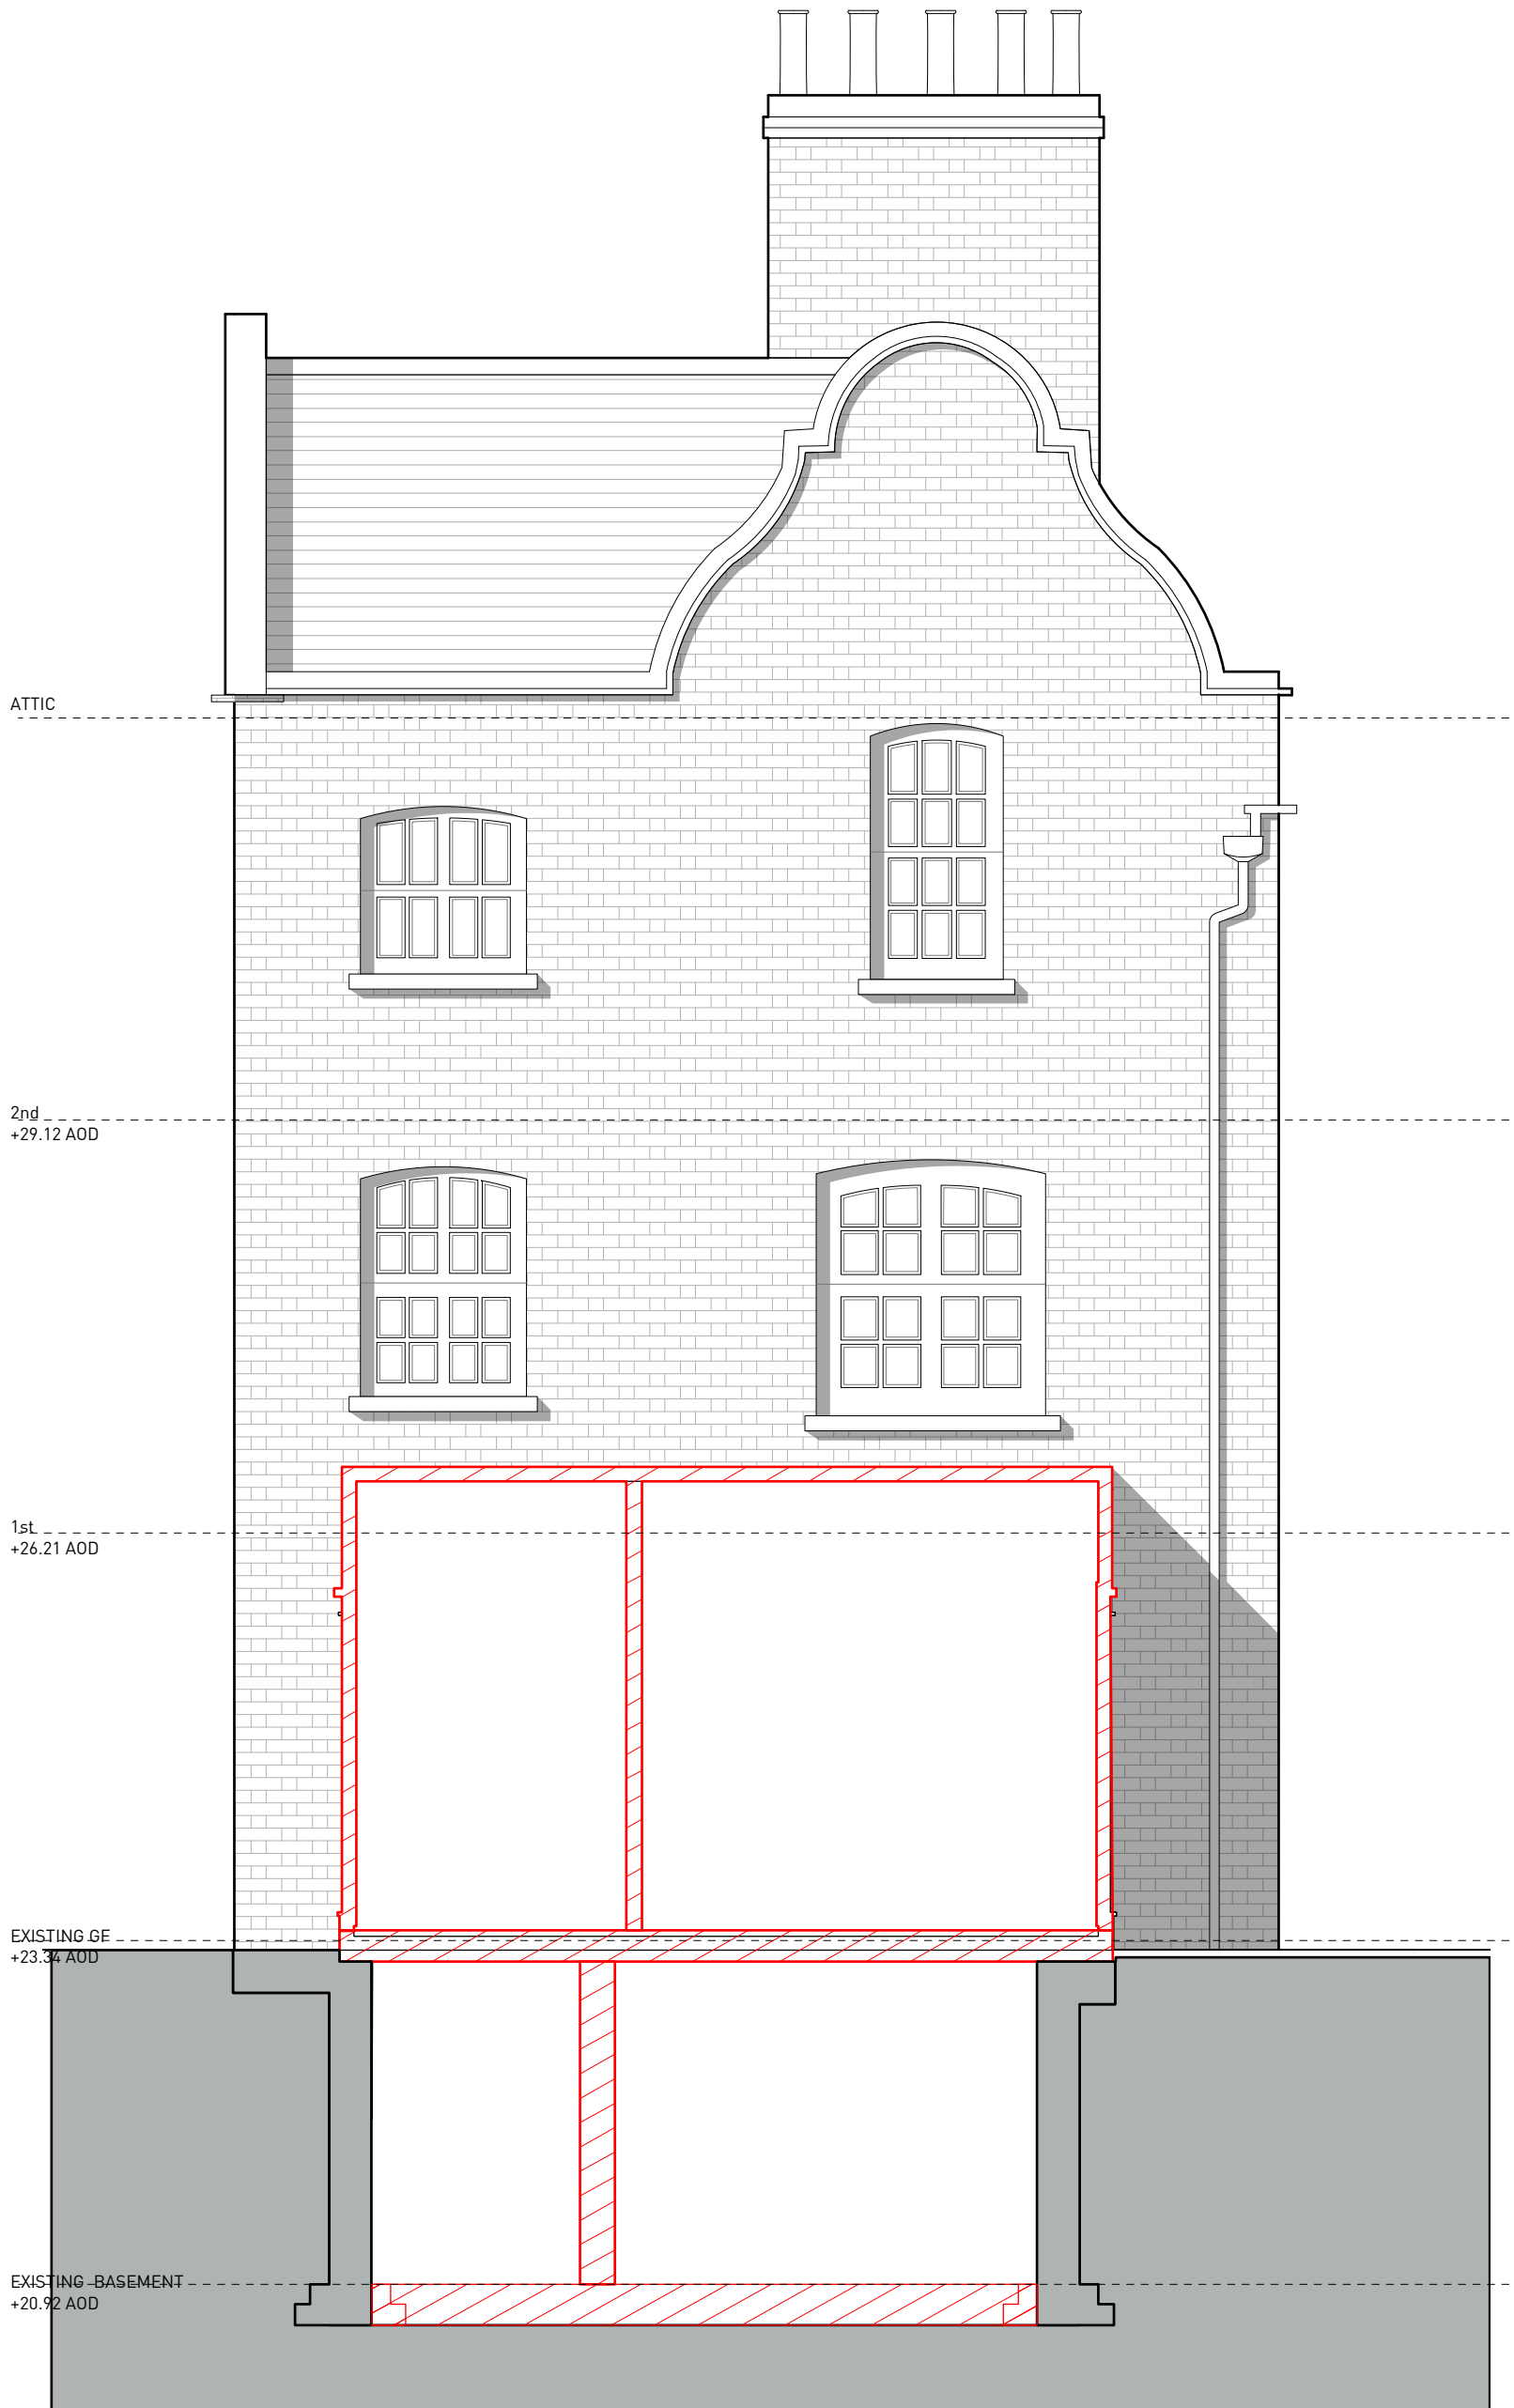 ATTIC
2nd
+29.12 AOD
1st
+26.21 AOD
EXISTING GF
+23.34 AOD
EXISTING BASEMENT
+20.92 AOD